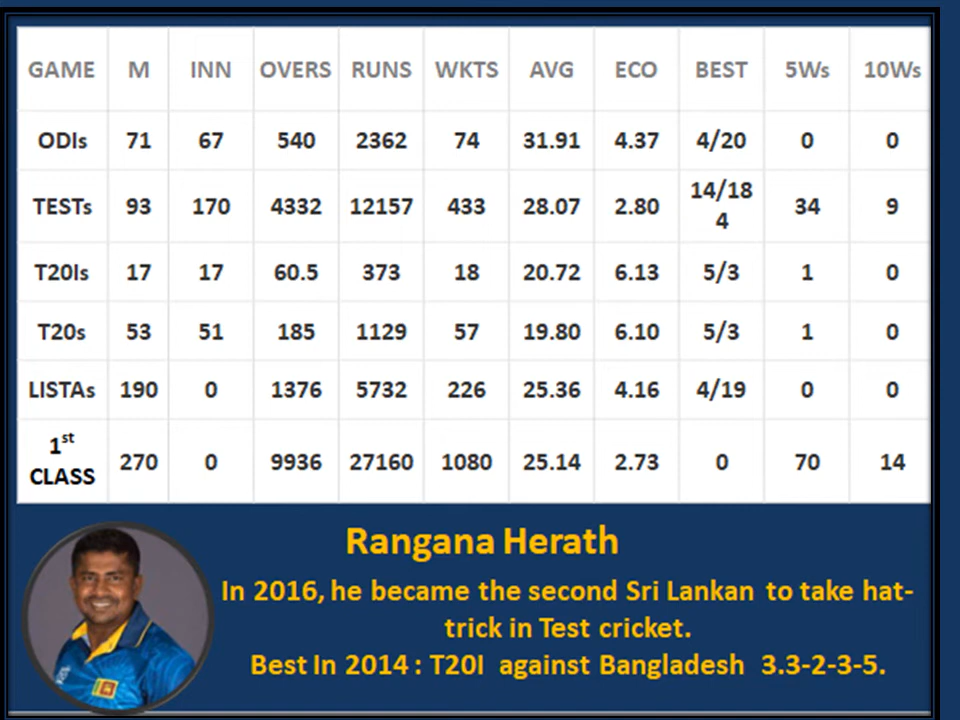 GAME M INN OVERS RUNS WKTS AVG ECO BEST 5Ws 10Ws
ODIs 71 67 540 2362 74 31.91 4.37 4/20 0 0
TESTs 93 170 4332 12157 433 28.07 2.80 14/18
4 34 9
T20Is 17 17 60.5 373 18 20.72 6.13 5/3 1 0
T20s 53 51 185 1129 57 19.80 6.10 5/3 1 0
LISTAs 190 0 1376 5732 226 25.36 4.16 4/19 0 0
1st
CLASS 270 0 9936 27160 1080 25.14 2.73 0 70 14
Rangana Herath
In 2016, he became the second Sri Lankan to take hat-
trick in Test cricket.
Best In 2014 : T20I against Bangladesh 3.3-2-3-5.